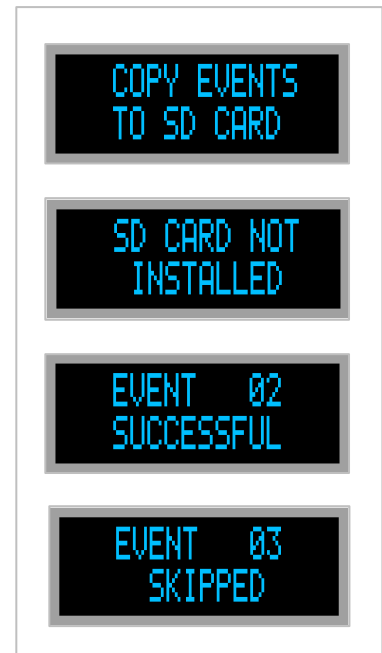 COPY EVENTS
TO SD CARD
SD CARD NOT
INSTALLED
EVENT 02
SUCCESSFUL
EVENT 03
SKIPPED